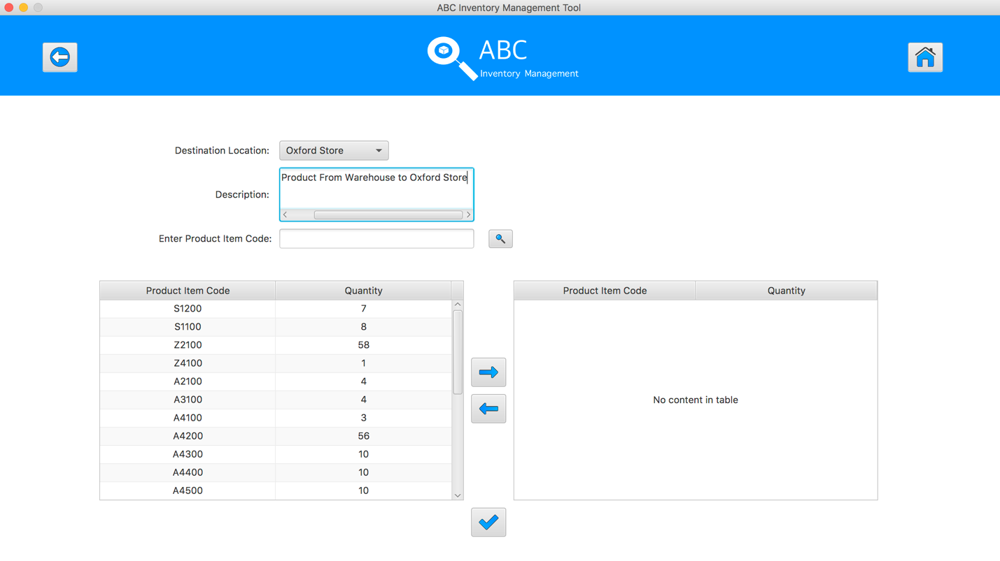 ABC Inventory Management Tool
ABC
Inventory Management
Destination Location: Oxford Store
Description: Product From Warehouse to Oxford Store
Enter Product Item Code:
Product Item Code Quantity
S1200 7
S1100 8
Z2100 58
Z4100 1
A2100 4
A3100 4
A4100 3
A4200 56
A4300 10
A4400 10
A4500 10
Product Item Code Quantity
No content in table